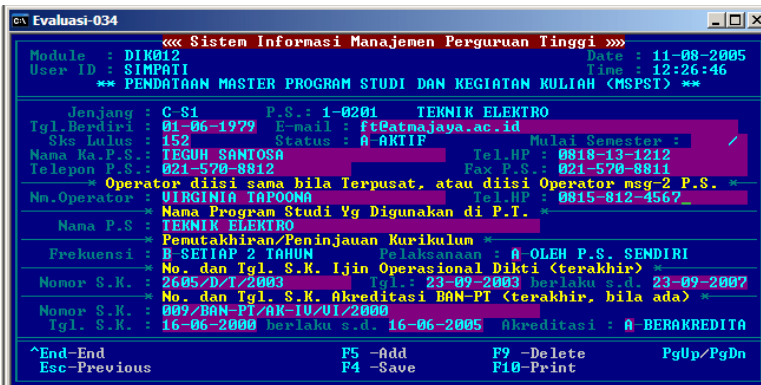 Evaluasi-034
««« Sistem Informasi Manajemen Perguruan Tinggi »»»
Module : DIK012 Date : 11-08-2005
User ID : SIMPATI Time : 12:26:46
** PENDATAAN MASTER PROGRAM STUDI DAN KEGIATAN KULIAH (MSPST) **
Jenjang : C-S1 P.S.: 1-0201 TEKNIK ELEKTRO
Tgl.Berdiri : 01-06-1979 E-mail : ft@atmajaya.ac.id
Sks Lulus : 152 Status : A-AKTIF Mulai Semester : /
Nama Ka.P.S.: TEGUH SANTOSA Tel.HP : 0818-13-1212
Telepon P.S.: 021-570-8812 Fax P.S.: 021-570-8811
* Operator diisi sama bila Terpusat, atau diisi Operator msg-2 P.S. *
Nm.Operator : VIRGINIA TAPOONA Tel.HP : 0815-812-4567_
* Nama Program Studi Yg Digunakan di P.T. *
Nama P.S : TEKNIK ELEKTRO
* Pemutakhiran/Peninjauan Kurikulum *
Frekuensi : B-SETIAP 2 TAHUN Pelaksanaan : A-OLEH P.S. SENDIRI
* No. dan Tgl. S.K. Ijin Operasional Dikti (terakhir) *
Nomor S.K. : 2605/D/T/2003 Tgl.: 23-09-2003 berlaku s.d. 23-09-2007
* No. dan Tgl. S.K. Akreditasi BAN-PT (terakhir, bila ada) *
Nomor S.K. : 009/BAN-PT/AK-IV/VI/2000
Tgl. S.K. : 16-06-2000 berlaku s.d. 16-06-2005 Akreditasi : A-BERAKREDITA
^End-End F5 -Add F9 -Delete PgUp/PgDn
Esc-Previous F4 -Save F10-Print